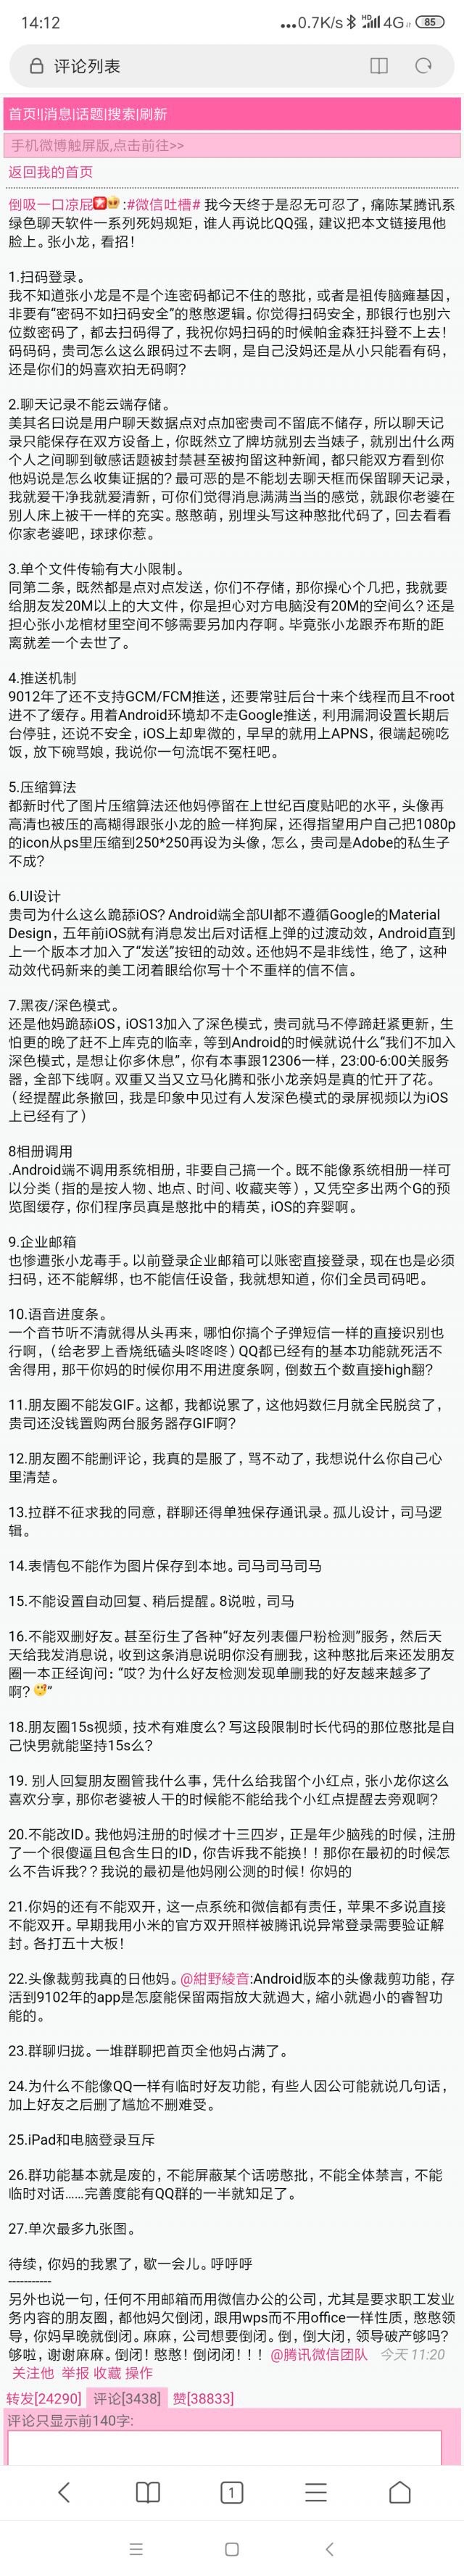 14:12
...0.7K/s HD 4G 85
评论列表
首页!|消息|话题|搜索|刷新
手机微博触屏版,点击前往>>
返回我的首页
倒吸一口凉屁:#微信吐槽# 我今天终于是忍无可忍了，痛陈某腾讯系
绿色聊天软件一系列死妈规矩，谁人再说比QQ强，建议把本文链接甩他
脸上。张小龙，看招！
1.扫码登录。
我不知道张小龙是不是个连密码都记不住的憨批，或者是祖传脑瘫基因，
非要有“密码不如扫码安全”的憨憨逻辑。你觉得扫码安全，那银行也别六
位数密码了，都去扫码得了，我祝你妈扫码的时候帕金森狂抖登不上去！
码码码，贵司怎么这么跟码过不去啊，是自己没妈还是从小只能看有码，
还是你们的妈喜欢拍无码啊？
2.聊天记录不能云端存储。
美其名曰说是用户聊天数据点对点加密贵司不留底不储存，所以聊天记
录只能保存在双方设备上，你既然立了牌坊就别去当婊子，就别出什么两
个人之间聊到敏感话题被封禁甚至被拘留这种新闻，都只能双方看到你
他妈说是怎么收集证据的？最可恶的是不能划去聊天框而保留聊天记录，
我就爱干净我就爱清新，可你们觉得消息满满当当的感觉，就跟你老婆在
别人床上被干一样的充实。憨憨萌，别埋头写这种憨批代码了，回去看看
你家老婆吧，球球你惹。
3.单个文件传输有大小限制。
同第二条，既然都是点对点发送，你们不存储，那你操心个几把，我就要
给朋友发20M以上的大文件，你是担心对方电脑没有20M的空间么？还是
担心张小龙棺材里空间不够需要另加内存啊。毕竟张小龙跟乔布斯的距
离就差一个去世了。
4.推送机制
9012年了还不支持GCM/FCM推送，还要常驻后台十来个线程而且不root
进不了缓存。用着Android环境却不走Google推送，利用漏洞设置长期后
台停驻，还说不安全，iOS上却卑微的，早早的就用上APNS，很端起碗吃
饭，放下碗骂娘，我说你一句流氓不冤枉吧。
5.压缩算法
都新时代了图片压缩算法还他妈停留在上世纪百度贴吧的水平，头像再
高清也被压的高糊得跟张小龙的脸一样狗屎，还得指望用户自己把1080p
的icon从ps里压缩到250*250再设为头像，怎么，贵司是Adobe的私生子
不成？
6.UI设计
贵司为什么这么跪舔iOS？Android端全部UI都不遵循Google的Material
Design，五年前iOS就有消息发出后对话框上弹的过渡动效，Android直到
上一个版本才加入了“发送”按钮的动效。还他妈不是非线性，绝了，这种
动效代码新来的美工闭着眼给你写十个不重样的信不信。
7.黑夜/深色模式。
还是他妈跪舔iOS，iOS13加入了深色模式，贵司就马不停蹄赶紧更新，生
怕更的晚了赶不上库克的临幸，等到Android的时候就说什么“我们不加入
深色模式，是想让你多休息”，你有本事跟12306一样，23:00-6:00关服务
器，全部下线啊。双重又当又立马化腾和张小龙亲妈是真的忙开了花。
（经提醒此条撤回，我是印象中见过有人发深色模式的录屏视频以为iOS
上已经有了）
8相册调用
.Android端不调用系统相册，非要自己搞一个。既不能像系统相册一样可
以分类（指的是按人物、地点、时间、收藏夹等），又凭空多出两个G的预
览图缓存，你们程序员真是憨批中的精英，iOS的弃婴啊。
9.企业邮箱
也惨遭张小龙毒手。以前登录企业邮箱可以账密直接登录，现在也是必须
扫码，还不能解绑，也不能信任设备，我就想知道，你们全员司码吧。
10.语音进度条。
一个音节听不清就得从头再来，哪怕你搞个子弹短信一样的直接识别也
行啊，（给老罗上香烧纸磕头咚咚咚）QQ都已经有的基本功能就死活不
舍得用，那干你妈的时候你用不用进度条啊，倒数五个数直接high翻？
11.朋友圈不能发GIF。这都，我都说累了，这他妈数仨月就全民脱贫了，
贵司还没钱置购两台服务器存GIF啊？
12.朋友圈不能删评论，我真的是服了，骂不动了，我想说什么你自己心
里清楚。
13.拉群不征求我的同意，群聊还得单独保存通讯录。孤儿设计，司马逻
辑。
14.表情包不能作为图片保存到本地。司马司马司马
15.不能设置自动回复、稍后提醒。8说啦，司马
16.不能双删好友。甚至衍生了各种“好友列表僵尸粉检测”服务，然后天
天给我发消息说，收到这条消息说明你没有删我，这种憨批后来还发朋友
圈一本正经询问：“哎？为什么好友检测发现单删我的好友越来越多了
啊？”
18.朋友圈15s视频，技术有难度么？写这段限制时长代码的那位憨批是自
己快男就能坚持15s么？
19. 别人回复朋友圈管我什么事，凭什么给我留个小红点，张小龙你这么
喜欢分享，那你老婆被人干的时候能不能给我个小红点提醒去旁观啊？
20.不能改ID。我他妈注册的时候才十三四岁，正是年少脑残的时候，注册
了一个很傻逼且包含生日的ID，你告诉我不能换！！那你在最初的时候怎
么不告诉我？？我说的最初是他妈刚公测的时候！你妈的
21.你妈的还有不能双开，这一点系统和微信都有责任，苹果不多说直接
不能双开。早期我用小米的官方双开照样被腾讯说异常登录需要验证解
封。各打五十大板！
22.头像裁剪我真的日他妈。@紺野綾音:Android版本的头像裁剪功能，存
活到9102年的app是怎麼能保留兩指放大就過大，縮小就過小的睿智功
能的。
23.群聊归拢。一堆群聊把首页全他妈占满了。
24.为什么不能像QQ一样有临时好友功能，有些人因公可能就说几句话，
加上好友之后删了尴尬不删难受。
25.iPad和电脑登录互斥
26.群功能基本就是废的，不能屏蔽某个话唠憨批，不能全体禁言，不能
临时对话......完善度能有QQ群的一半就知足了。
27.单次最多九张图。
待续，你妈的我累了，歇一会儿。呼呼呼
-----------
另外也说一句，任何不用邮箱而用微信办公的公司，尤其是要求职工发业
务内容的朋友圈，都他妈欠倒闭，跟用wps而不用office一样性质，憨憨领
导，你妈早晚就倒闭。麻麻，公司想要倒闭。倒，倒大闭，领导破产够吗？
够啦，谢谢麻麻。倒闭！憨憨！倒闭闭！！！@腾讯微信团队 今天 11:20
关注他 举报 收藏 操作
转发[24290] 评论[3438] 赞[38833]
评论只显示前140字:
1